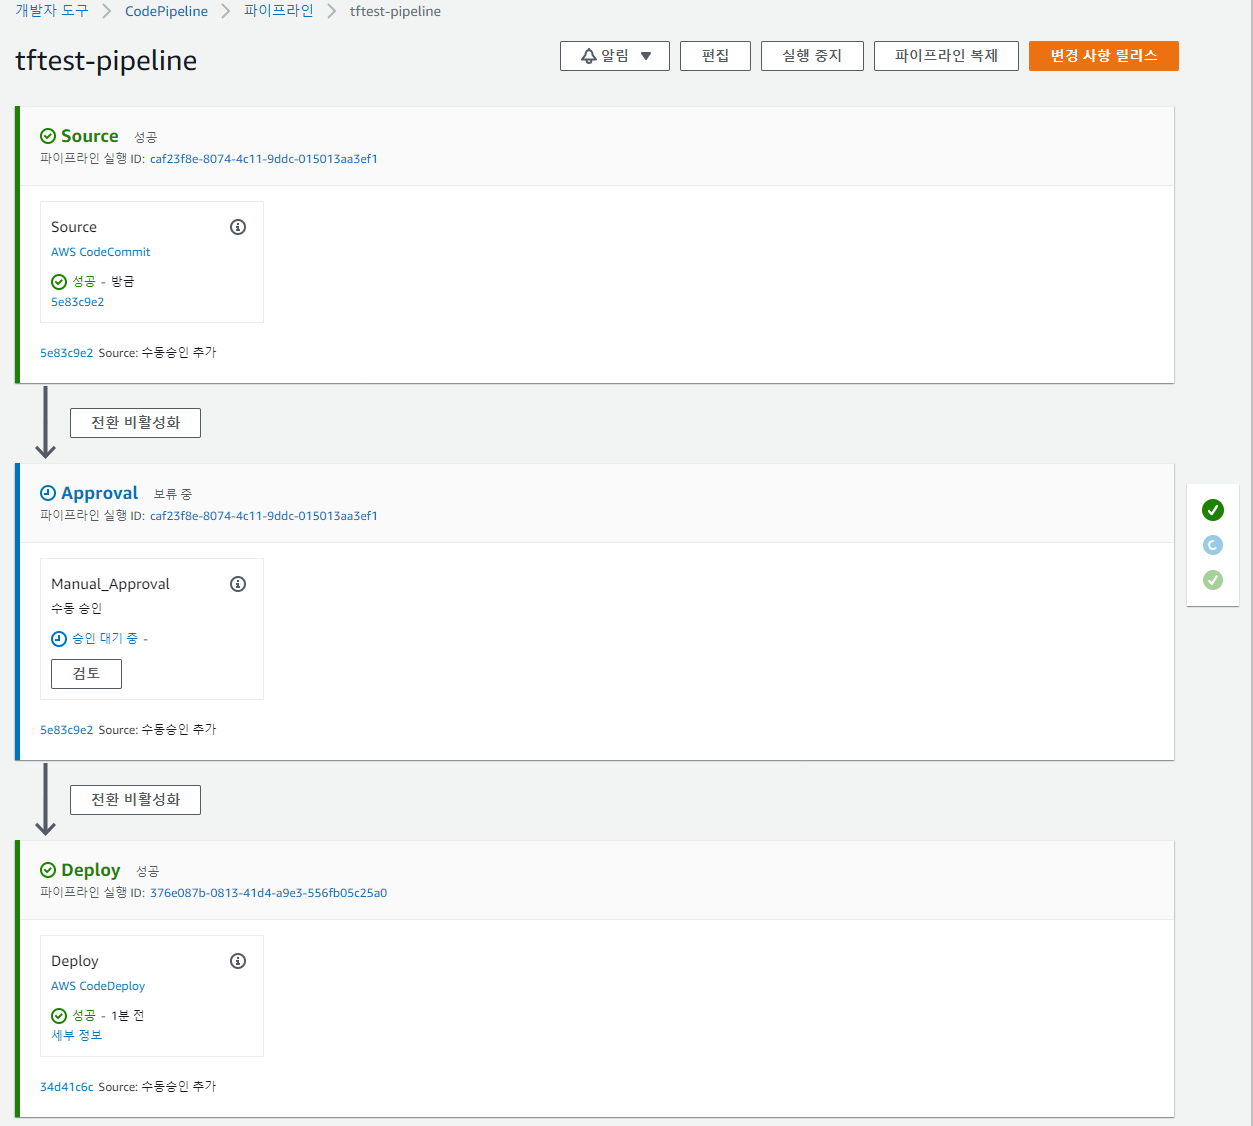 개발자 도구 > CodePipeline > 파이프라인 > tftest-pipeline
tftest-pipeline
알림 ▼ 편집 실행 중지 파이프라인 복제 변경 사항 릴리스
Source 성공
파이프라인 실행 ID: caf23f8e-8074-4c11-9ddc-015013aa3ef1
Source
AWS CodeCommit
성공 - 방금
5e83c9e2
5e83c9e2 Source: 수동승인 추가
전환 비활성화
Approval 보류 중
파이프라인 실행 ID: caf23f8e-8074-4c11-9ddc-015013aa3ef1
Manual_Approval
수동 승인
승인 대기 중 -
검토
5e83c9e2 Source: 수동승인 추가
전환 비활성화
Deploy 성공
파이프라인 실행 ID: 376e087b-0813-41d4-a9e3-556fb05c25a0
Deploy
AWS CodeDeploy
성공 - 1분 전
세부 정보
34d41c6c Source: 수동승인 추가